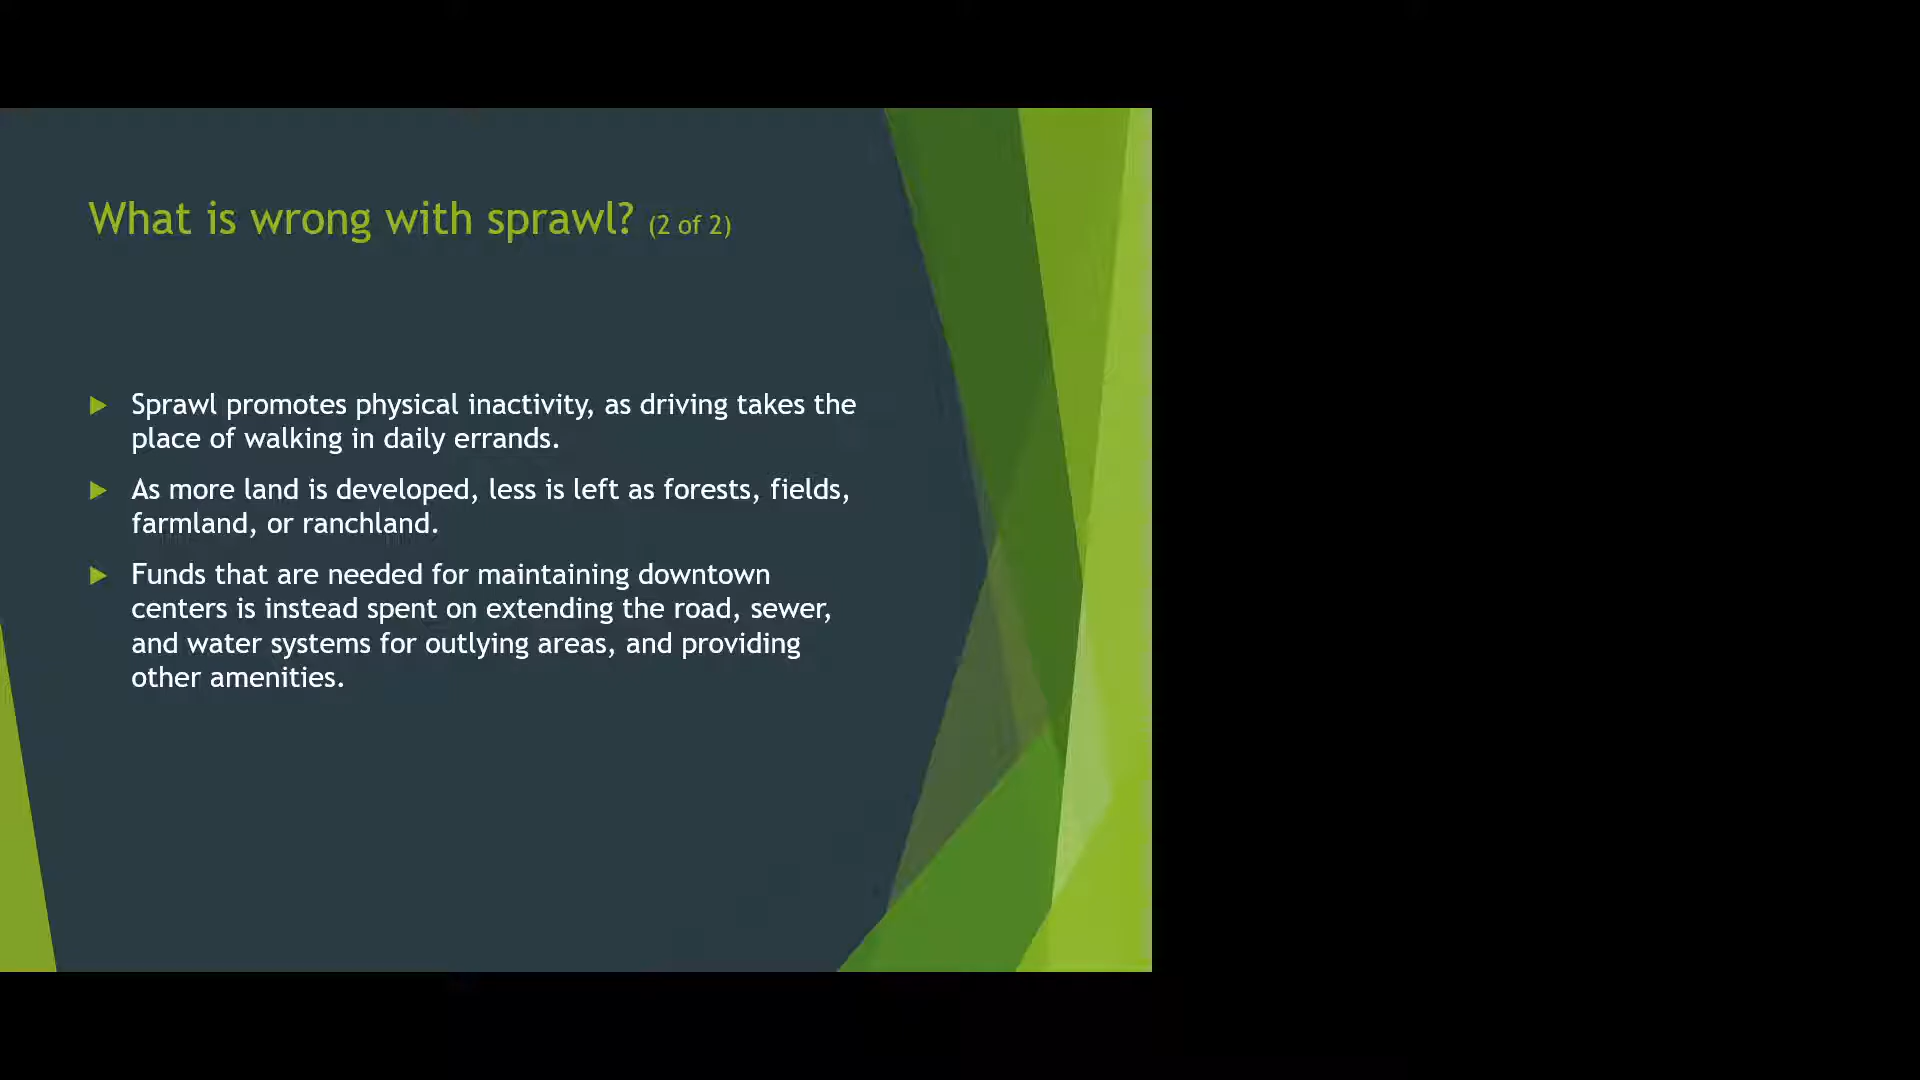 What is wrong with sprawl? (2 of 2)
Sprawl promotes physical inactivity, as driving takes the
place of walking in daily errands.
As more land is developed, less is left as forests, fields,
farmland, or ranchland.
Funds that are needed for maintaining downtown
centers is instead spent on extending the road, sewer,
and water systems for outlying areas, and providing
other amenities.